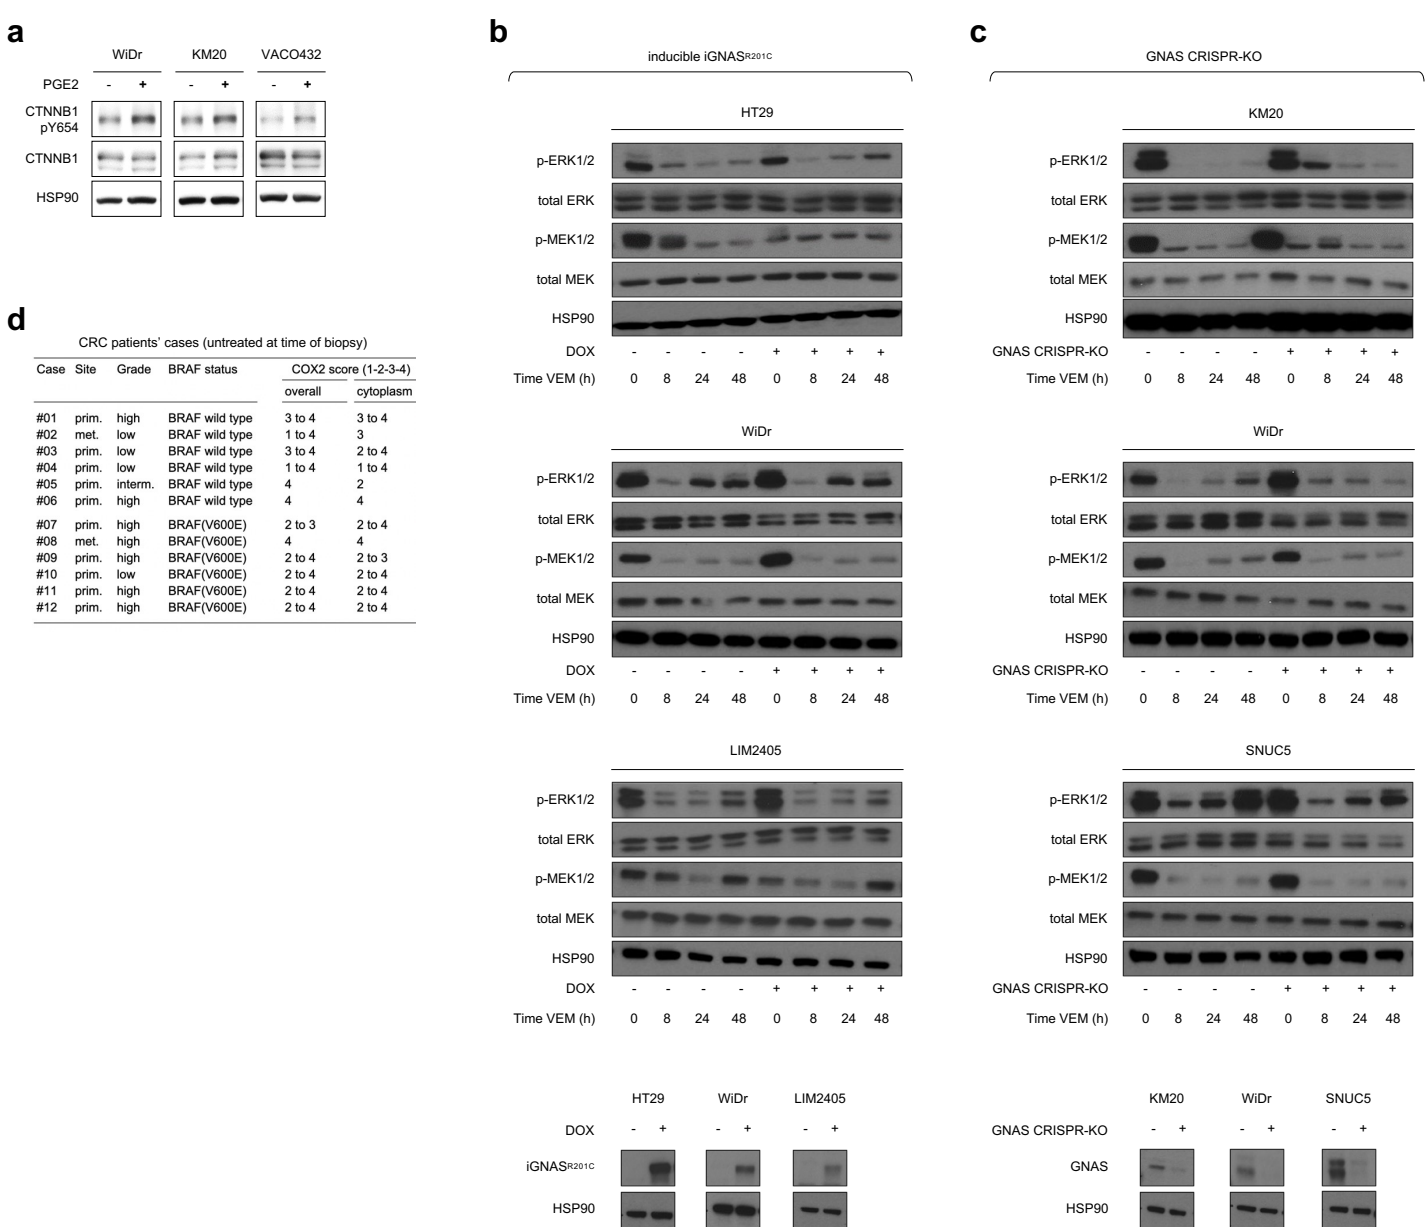 a
WiDr KM20 VACO432
PGE2 - + - + - +
CTNNB1
pY654
CTNNB1
HSP90
d
CRC patients’ cases (untreated at time of biopsy)
Case Site Grade BRAF status COX2 score (1-2-3-4)
overall cytoplasm
#01 prim. high BRAF wild type 3 to 4 3 to 4
#02 met. low BRAF wild type 1 to 4 3
#03 prim. low BRAF wild type 3 to 4 2 to 4
#04 prim. low BRAF wild type 1 to 4 1 to 4
#05 prim. interm. BRAF wild type 4 2
#06 prim. high BRAF wild type 4 4
#07 prim. high BRAF(V600E) 2 to 3 2 to 4
#08 met. high BRAF(V600E) 4 4
#09 prim. high BRAF(V600E) 2 to 4 2 to 3
#10 prim. low BRAF(V600E) 2 to 4 2 to 4
#11 prim. high BRAF(V600E) 2 to 4 2 to 4
#12 prim. high BRAF(V600E) 2 to 4 2 to 4
b
inducible iGNASR201C
HT29
p-ERK1/2
total ERK
p-MEK1/2
total MEK
HSP90
DOX - - - - + + + +
Time VEM (h) 0 8 24 48 0 8 24 48
WiDr
p-ERK1/2
total ERK
p-MEK1/2
total MEK
HSP90
DOX - - - - + + + +
Time VEM (h) 0 8 24 48 0 8 24 48
LIM2405
p-ERK1/2
total ERK
p-MEK1/2
total MEK
HSP90
DOX - - - - + + + +
Time VEM (h) 0 8 24 48 0 8 24 48
HT29 WiDr LIM2405
DOX - + - + - +
iGNASR201C
HSP90
c
GNAS CRISPR-KO
KM20
p-ERK1/2
total ERK
p-MEK1/2
total MEK
HSP90
GNAS CRISPR-KO - - - - + + + +
Time VEM (h) 0 8 24 48 0 8 24 48
WiDr
p-ERK1/2
total ERK
p-MEK1/2
total MEK
HSP90
GNAS CRISPR-KO - - - - + + + +
Time VEM (h) 0 8 24 48 0 8 24 48
SNUC5
p-ERK1/2
total ERK
p-MEK1/2
total MEK
HSP90
GNAS CRISPR-KO - - - - + + + +
Time VEM (h) 0 8 24 48 0 8 24 48
KM20 WiDr SNUC5
GNAS CRISPR-KO - + - + - +
GNAS
HSP90